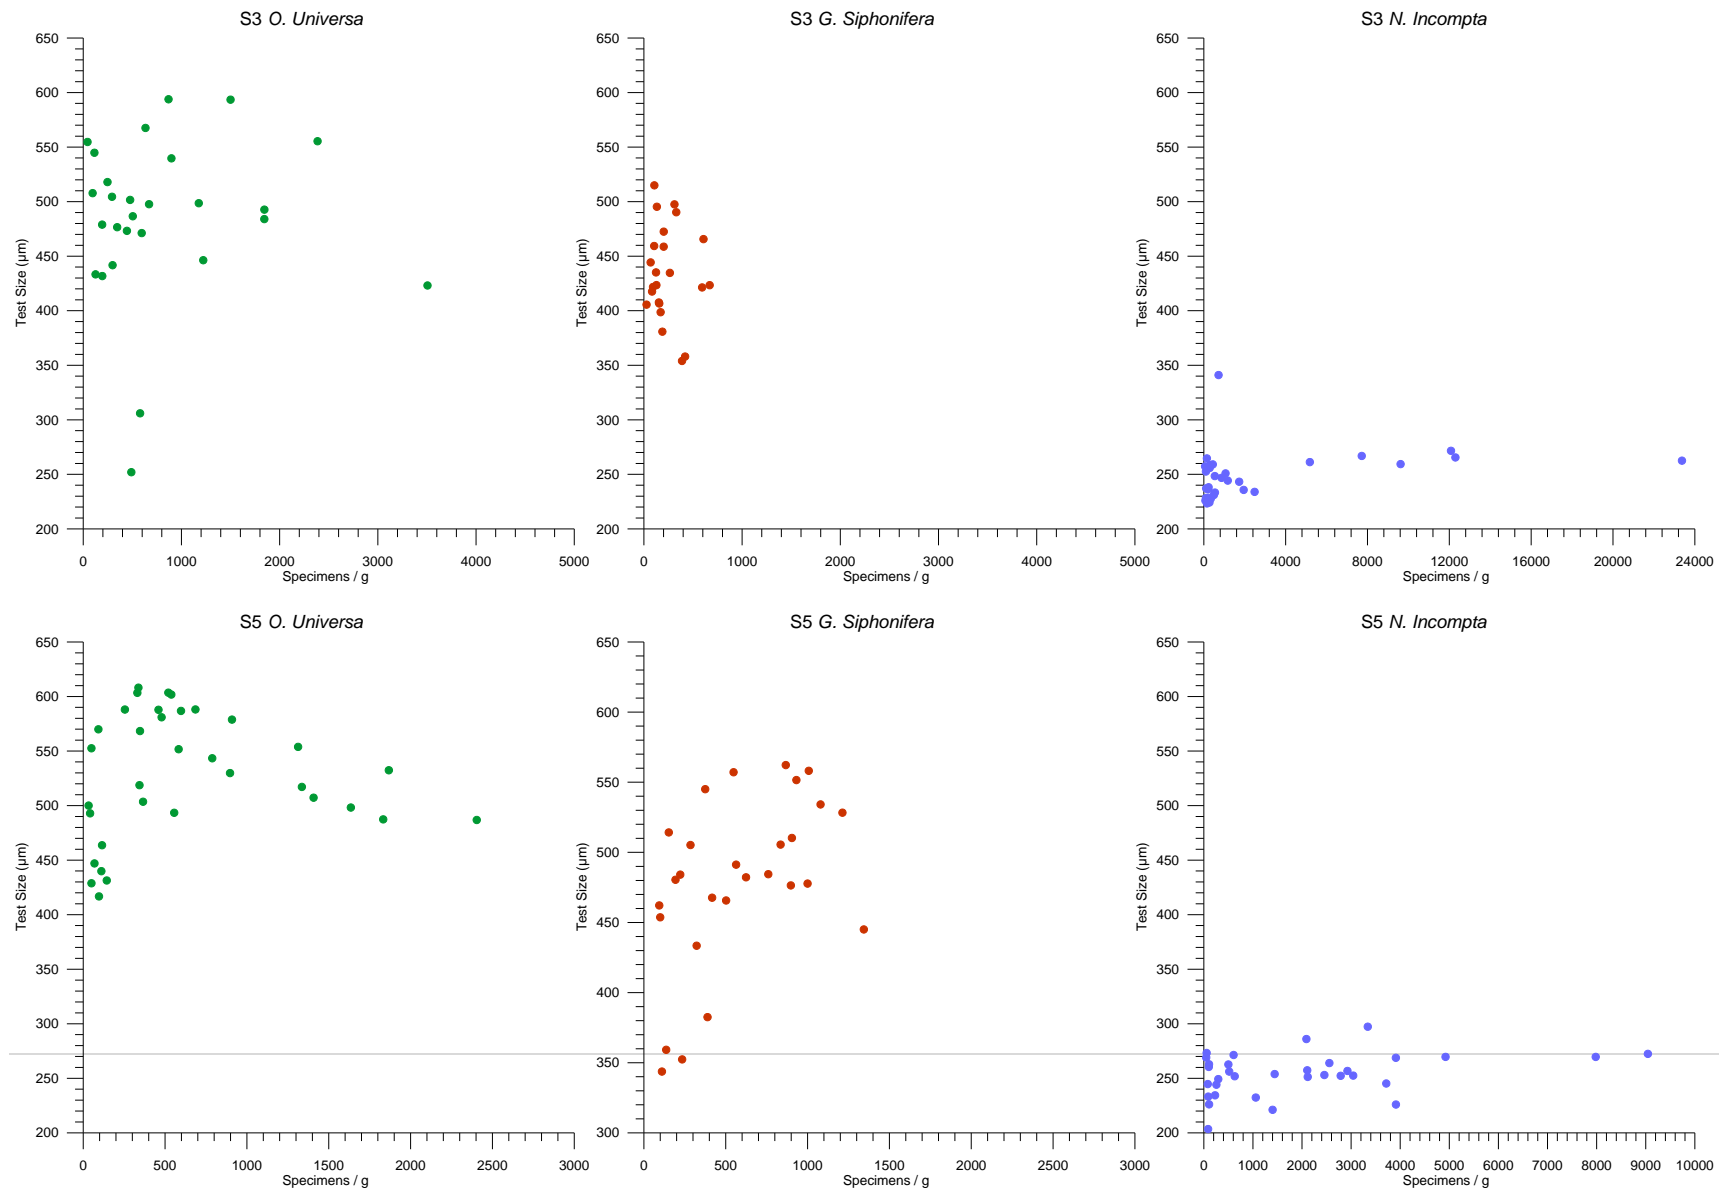 S3 O. Universa
S3 G. Siphonifera
S3 N. Incompta
650
600
550
500
450
400
350
300
250
200
Test Size (µm)
0 1000 2000 3000 4000 5000
Specimens / g
650
600
550
500
450
400
350
300
250
200
Test Size (µm)
0 1000 2000 3000 4000 5000
Specimens / g
650
600
550
500
450
400
350
300
250
200
Test Size (µm)
0 4000 8000 12000 16000 20000 24000
Specimens / g
S5 O. Universa
S5 G. Siphonifera
S5 N. Incompta
650
600
550
500
450
400
350
300
250
200
Test Size (µm)
0 500 1000 1500 2000 2500 3000
Specimens / g
650
600
550
500
450
400
350
300
Test Size (µm)
0 500 1000 1500 2000 2500 3000
Specimens / g
650
600
550
500
450
400
350
300
250
200
Test Size (µm)
0 1000 2000 3000 4000 5000 6000 7000 8000 9000 10000
Specimens / g